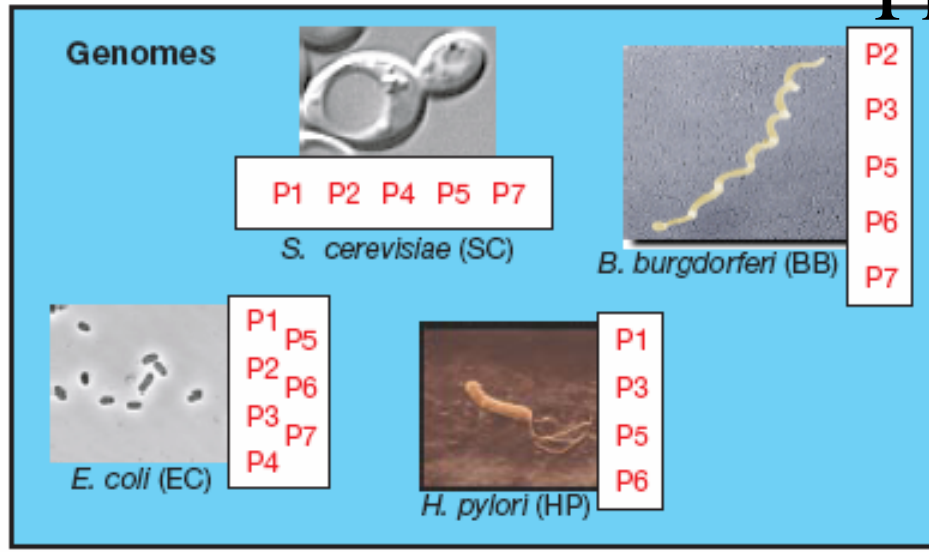 Genomes
P1 P2 P4 P5 P7
S. cerevisiae (SC)
P2
P3
P5
P6
P7
B. burgdorferi (BB)
P1
P5
P2
P6
P3
P7
P4
E. coli (EC)
P1
P3
P5
P6
H. pylori (HP)